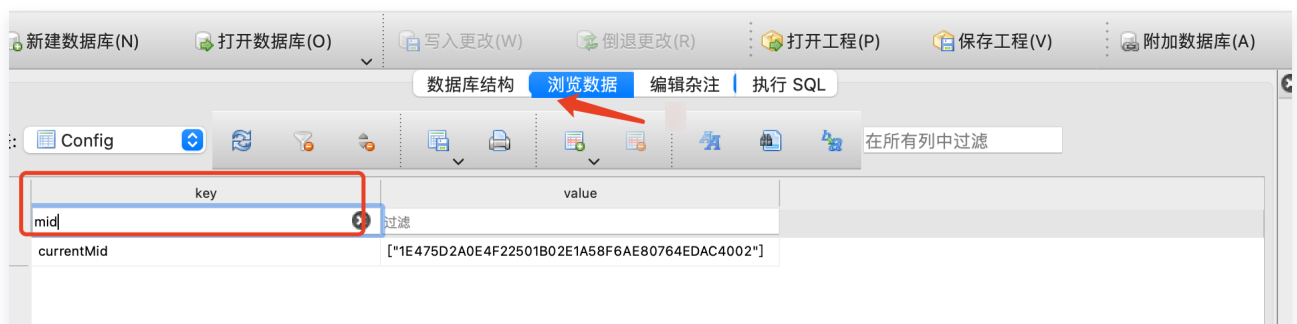 新建数据库(N) 打开数据库(O) 写入更改(W) 倒退更改(R) 打开工程(P) 保存工程(V) 附加数据库(A)
数据库结构 浏览数据 编辑杂注 执行 SQL
: Config 在所有列中过滤
key value
mid 过滤
currentMid ["1E475D2A0E4F22501B02E1A58F6AE80764EDAC4002"]